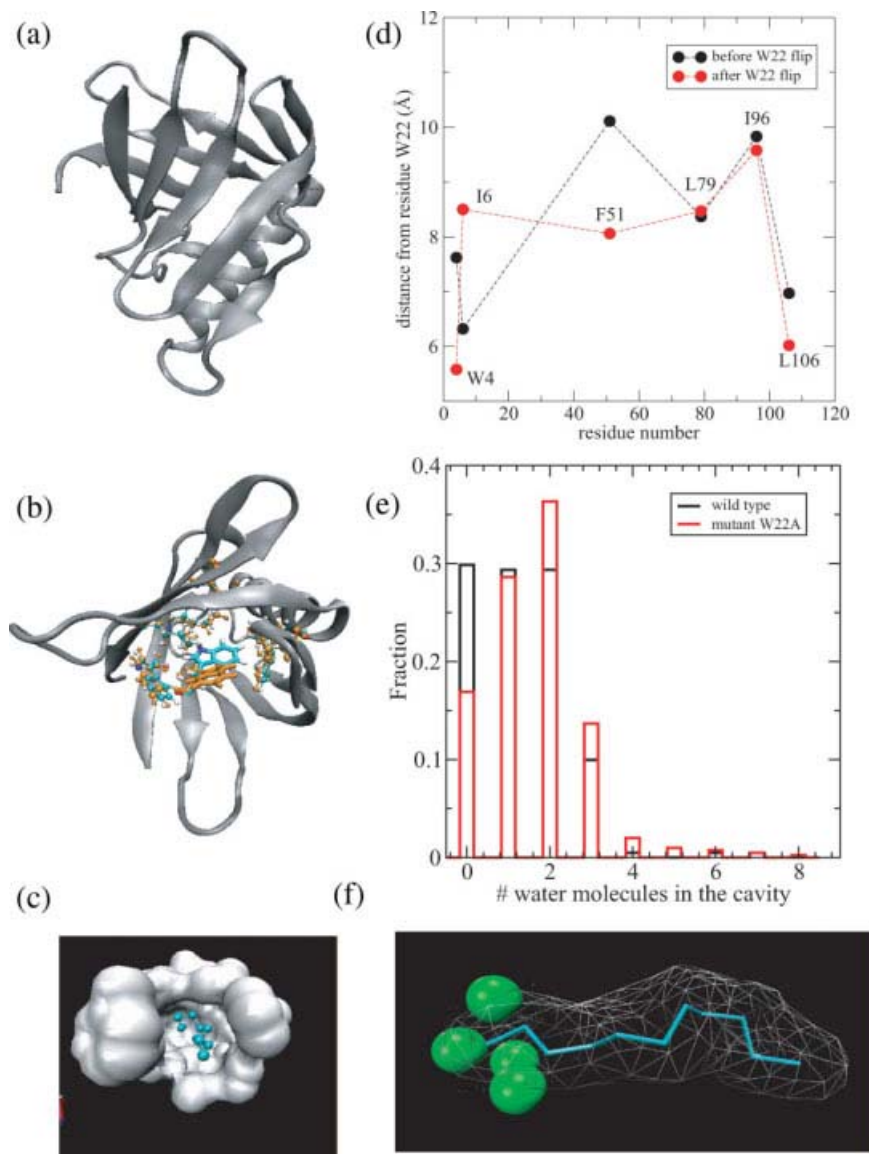 (a)
(d)
12
10
8
6
distance from residue W22 (Å)
before W22 flip
after W22 flip
I96
I6
L79
F51
W4
L106
0 20 40 60 80 100 120
residue number
(b)
(e)
0.4
0.3
0.2
0.1
0
Fraction
wild type
mutant W22A
0 2 4 6 8
# water molecules in the cavity
(c)
(f)